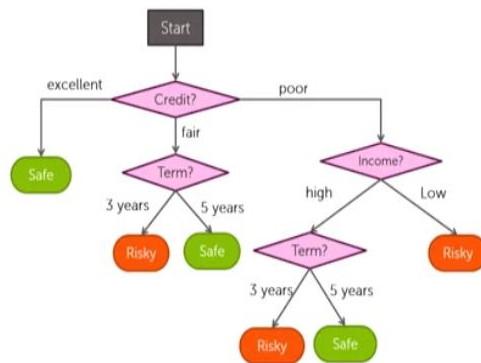 Start
excellent
Credit?
poor
fair
Safe
Term?
Income?
3 years
5 years
high
Low
Risky
Safe
Term?
Risky
3 years
5 years
Risky
Safe